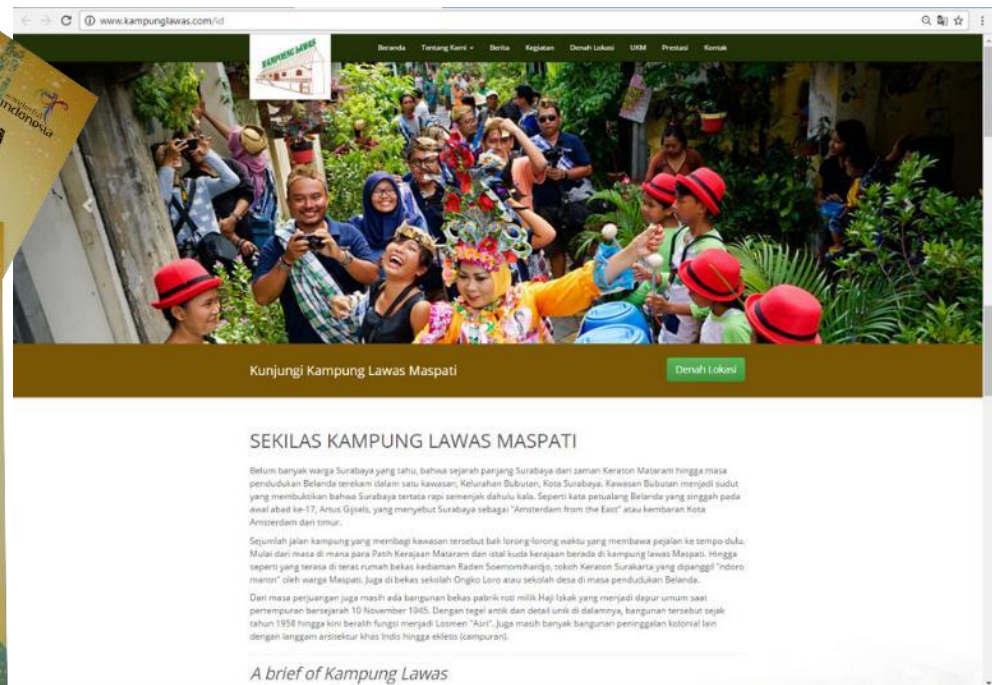 www.kampunglawas.com/id
KAMPOENG LAWAS
Beranda Tentang Kami Berita Kegiatan Denah Lokasi UKM Prestasi Kontak
wonderful
indonesia
Kunjungi Kampung Lawas Maspati
Denah Lokasi
SEKILAS KAMPUNG LAWAS MASPATI
Belum banyak warga Surabaya yang tahu, bahwa sejarah panjang Surabaya dari zaman Keraton Mataram hingga masa
pendudukan Belanda terekam dalam satu kawasan, Kelurahan Bubutan, Kota Surabaya. Kawasan Bubutan menjadi sudut
yang membuktikan bahwa Surabaya tertata rapi semenjak dahulu kala. Seperti kata petualang Belanda yang singgah pada
awal abad ke-17, Artus Gijsels, yang menyebut Surabaya sebagai "Amsterdam from the East" atau kembaran Kota
Amsterdam dari timur.
Sejumlah jalan kampung yang membagi kawasan tersebut bak lorong-lorong waktu yang membawa pejalan ke tempo dulu.
Mulai dari masa di mana para Patih Kerajaan Mataram dan istal kuda kerajaan berada di kampung lawas Maspati. Hingga
seperti yang terasa di teras rumah bekas kediaman Raden Soemomihardjo, tokoh Keraton Surakarta yang dipanggil "ndoro
mantri" oleh warga Maspati. Juga di bekas sekolah Ongko Loro atau sekolah desa di masa pendudukan Belanda.
Dari masa perjuangan juga masih ada bangunan bekas pabrik roti milik Haji Iskak yang menjadi dapur umum saat
pertempuran bersejarah 10 November 1945. Dengan tegel antik dan detail unik di dalamnya, bangunan tersebut sejak
tahun 1958 hingga kini beralih fungsi menjadi Losmen "Asri". Juga masih banyak bangunan peninggalan kolonial lain
dengan langgam arsitektur khas Indis hingga ekletis (campuran).
A brief of Kampung Lawas